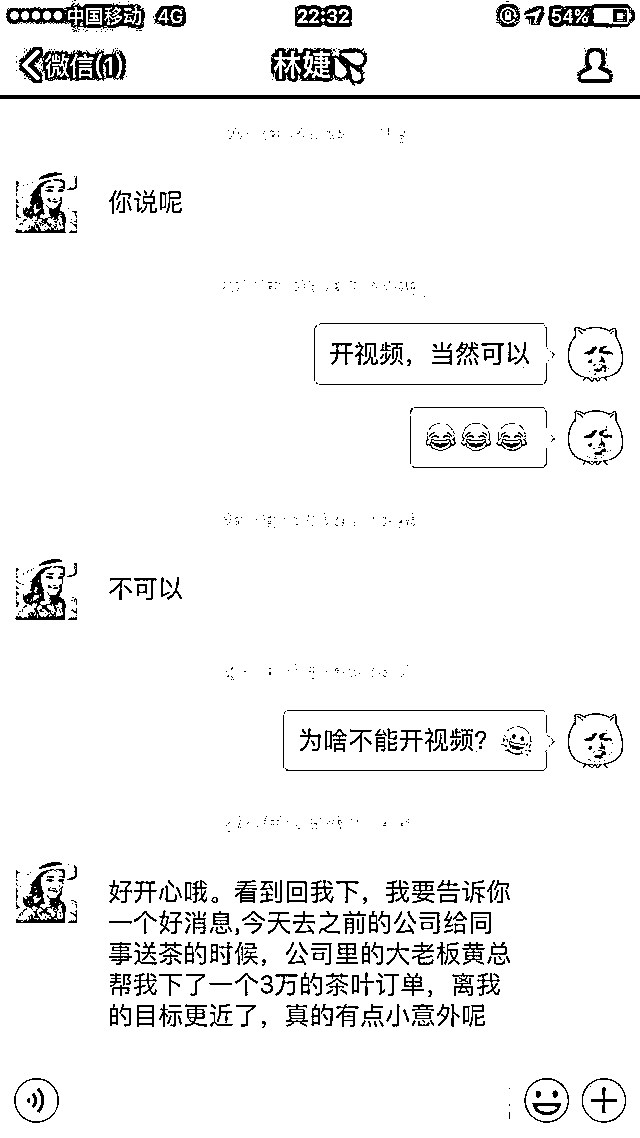 中国移动 4G 22:32 54%
微信(1) 林婕
你说呢
开视频，当然可以
😂😂😂
不可以
为啥不能开视频?
好开心哦。看到回我下，我要告诉你
一个好消息,今天去之前的公司给同
事送茶的时候，公司里的大老板黄总
帮我下了一个3万的茶叶订单，离我
的目标更近了，真的有点小意外呢